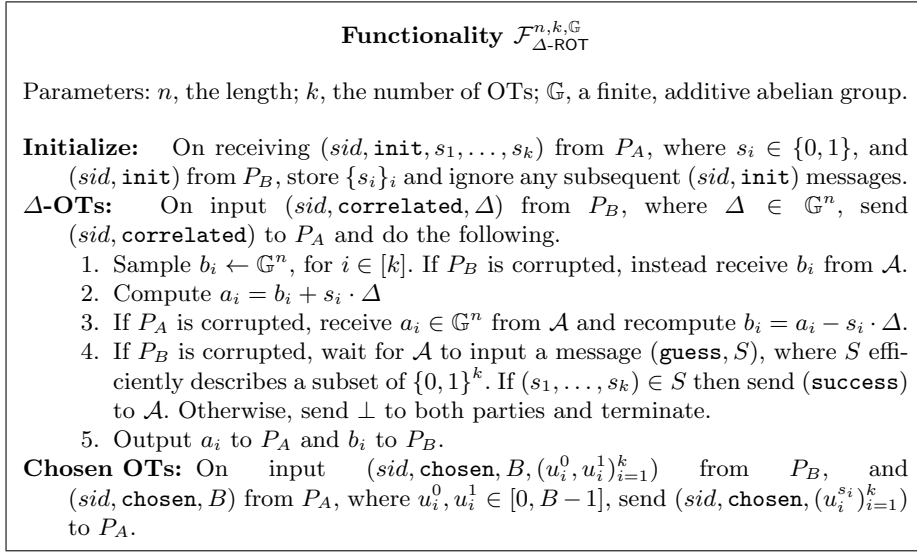 Functionality $\mathcal{F}_{\Delta\text{-ROT}}^{n,k,\mathbb{G}}$
Parameters: $n$, the length; $k$, the number of OTs; $\mathbb{G}$, a finite, additive abelian group.
Initialize: On receiving $(sid, \texttt{init}, s_1, \ldots, s_k)$ from $P_A$, where $s_i \in \{0, 1\}$, and
$(sid, \texttt{init})$ from $P_B$, store $\{s_i\}_i$ and ignore any subsequent $(sid, \texttt{init})$ messages.
$\Delta$-OTs: On input $(sid, \texttt{correlated}, \Delta)$ from $P_B$, where $\Delta \in \mathbb{G}^n$, send
$(sid, \texttt{correlated})$ to $P_A$ and do the following.
1. Sample $b_i \leftarrow \mathbb{G}^n$, for $i \in [k]$. If $P_B$ is corrupted, instead receive $b_i$ from $\mathcal{A}$.
2. Compute $a_i = b_i + s_i \cdot \Delta$
3. If $P_A$ is corrupted, receive $a_i \in \mathbb{G}^n$ from $\mathcal{A}$ and recompute $b_i = a_i - s_i \cdot \Delta$.
4. If $P_B$ is corrupted, wait for $\mathcal{A}$ to input a message $(\texttt{guess}, S)$, where $S$ effi-
ciently describes a subset of $\{0, 1\}^k$. If $(s_1, \ldots, s_k) \in S$ then send $(\texttt{success})$
to $\mathcal{A}$. Otherwise, send $\bot$ to both parties and terminate.
5. Output $a_i$ to $P_A$ and $b_i$ to $P_B$.
Chosen OTs: On input $(sid, \texttt{chosen}, B, (u_i^0, u_i^1)_{i=1}^k)$ from $P_B$, and
$(sid, \texttt{chosen}, B)$ from $P_A$, where $u_i^0, u_i^1 \in [0, B-1]$, send $(sid, \texttt{chosen}, (u_i^{s_i})_{i=1}^k)$
to $P_A$.